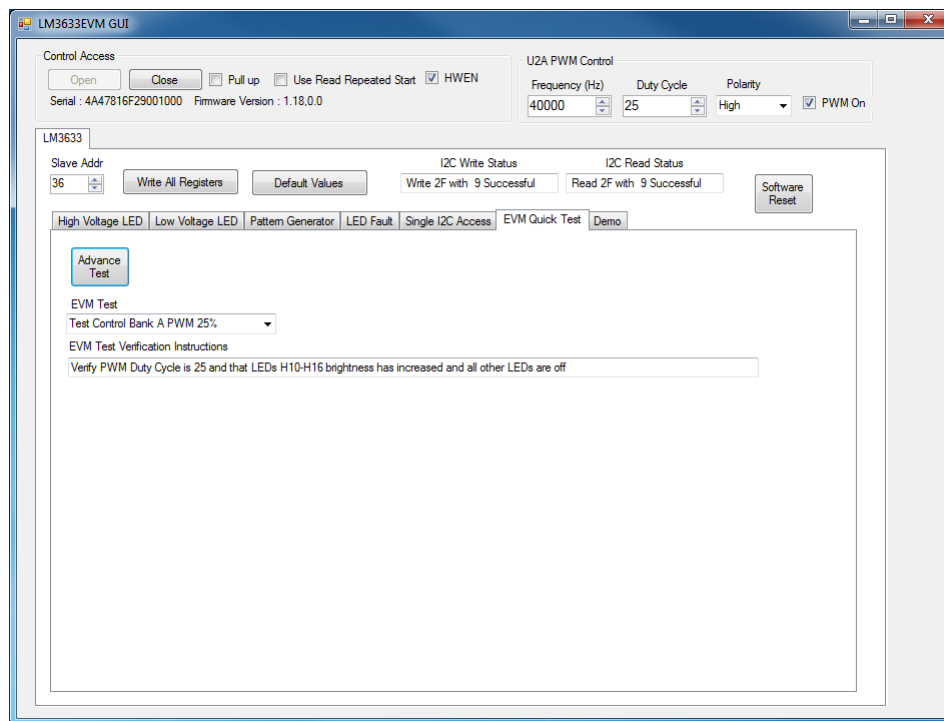 LM3633EVM GUI
Control Access
Open Close Pull up Use Read Repeated Start HWEN
Serial : 4A47816F29001000 Firmware Version : 1.18,0.0
U2A PWM Control
Frequency (Hz) Duty Cycle Polarity
40000 25 High PWM On
LM3633
Slave Addr I2C Write Status I2C Read Status
36 Write All Registers Default Values Write 2F with 9 Successful Read 2F with 9 Successful Software
Reset
High Voltage LED Low Voltage LED Pattern Generator LED Fault Single I2C Access EVM Quick Test Demo
Advance
Test
EVM Test
Test Control Bank A PWM 25%
EVM Test Verification Instructions
Verify PWM Duty Cycle is 25 and that LEDs H10-H16 brightness has increased and all other LEDs are off